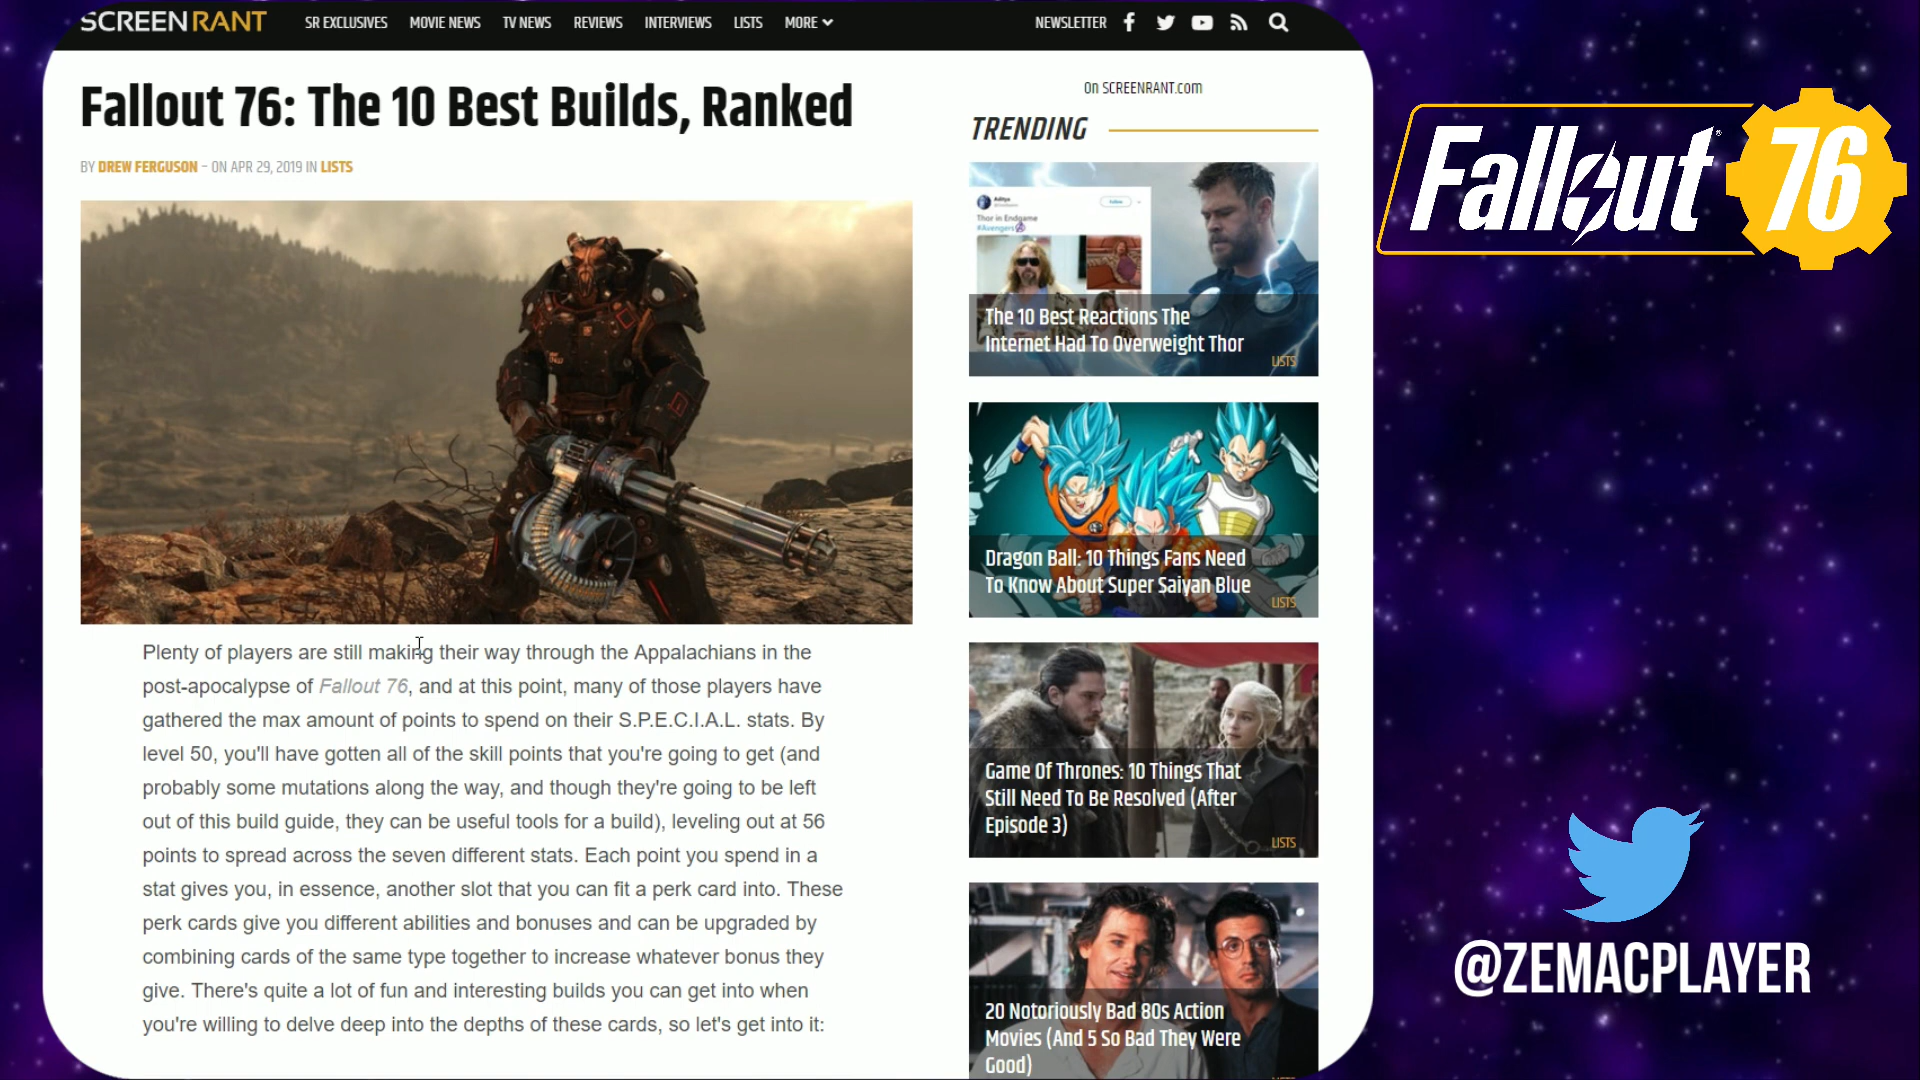 SCREENRANT
SR EXCLUSIVES MOVIE NEWS TV NEWS REVIEWS INTERVIEWS LISTS MORE
NEWSLETTER
Fallout 76: The 10 Best Builds, Ranked
BY DREW FERGUSON – ON APR 29, 2019 IN LISTS
Plenty of players are still making their way through the Appalachians in the
post-apocalypse of Fallout 76, and at this point, many of those players have
gathered the max amount of points to spend on their S.P.E.C.I.A.L. stats. By
level 50, you'll have gotten all of the skill points that you're going to get (and
probably some mutations along the way, and though they're going to be left
out of this build guide, they can be useful tools for a build), leveling out at 56
points to spread across the seven different stats. Each point you spend in a
stat gives you, in essence, another slot that you can fit a perk card into. These
perk cards give you different abilities and bonuses and can be upgraded by
combining cards of the same type together to increase whatever bonus they
give. There's quite a lot of fun and interesting builds you can get into when
you're willing to delve deep into the depths of these cards, so let's get into it:
On SCREENRANT.com
TRENDING
Aditya
Follow
Thor in Endgame
#Avengers
The 10 Best Reactions The
Internet Had To Overweight Thor
LISTS
Dragon Ball: 10 Things Fans Need
To Know About Super Saiyan Blue
LISTS
Game Of Thrones: 10 Things That
Still Need To Be Resolved (After
Episode 3)
LISTS
20 Notoriously Bad 80s Action
Movies (And 5 So Bad They Were
Good)
Fallout 76
@ZEMACPLAYER